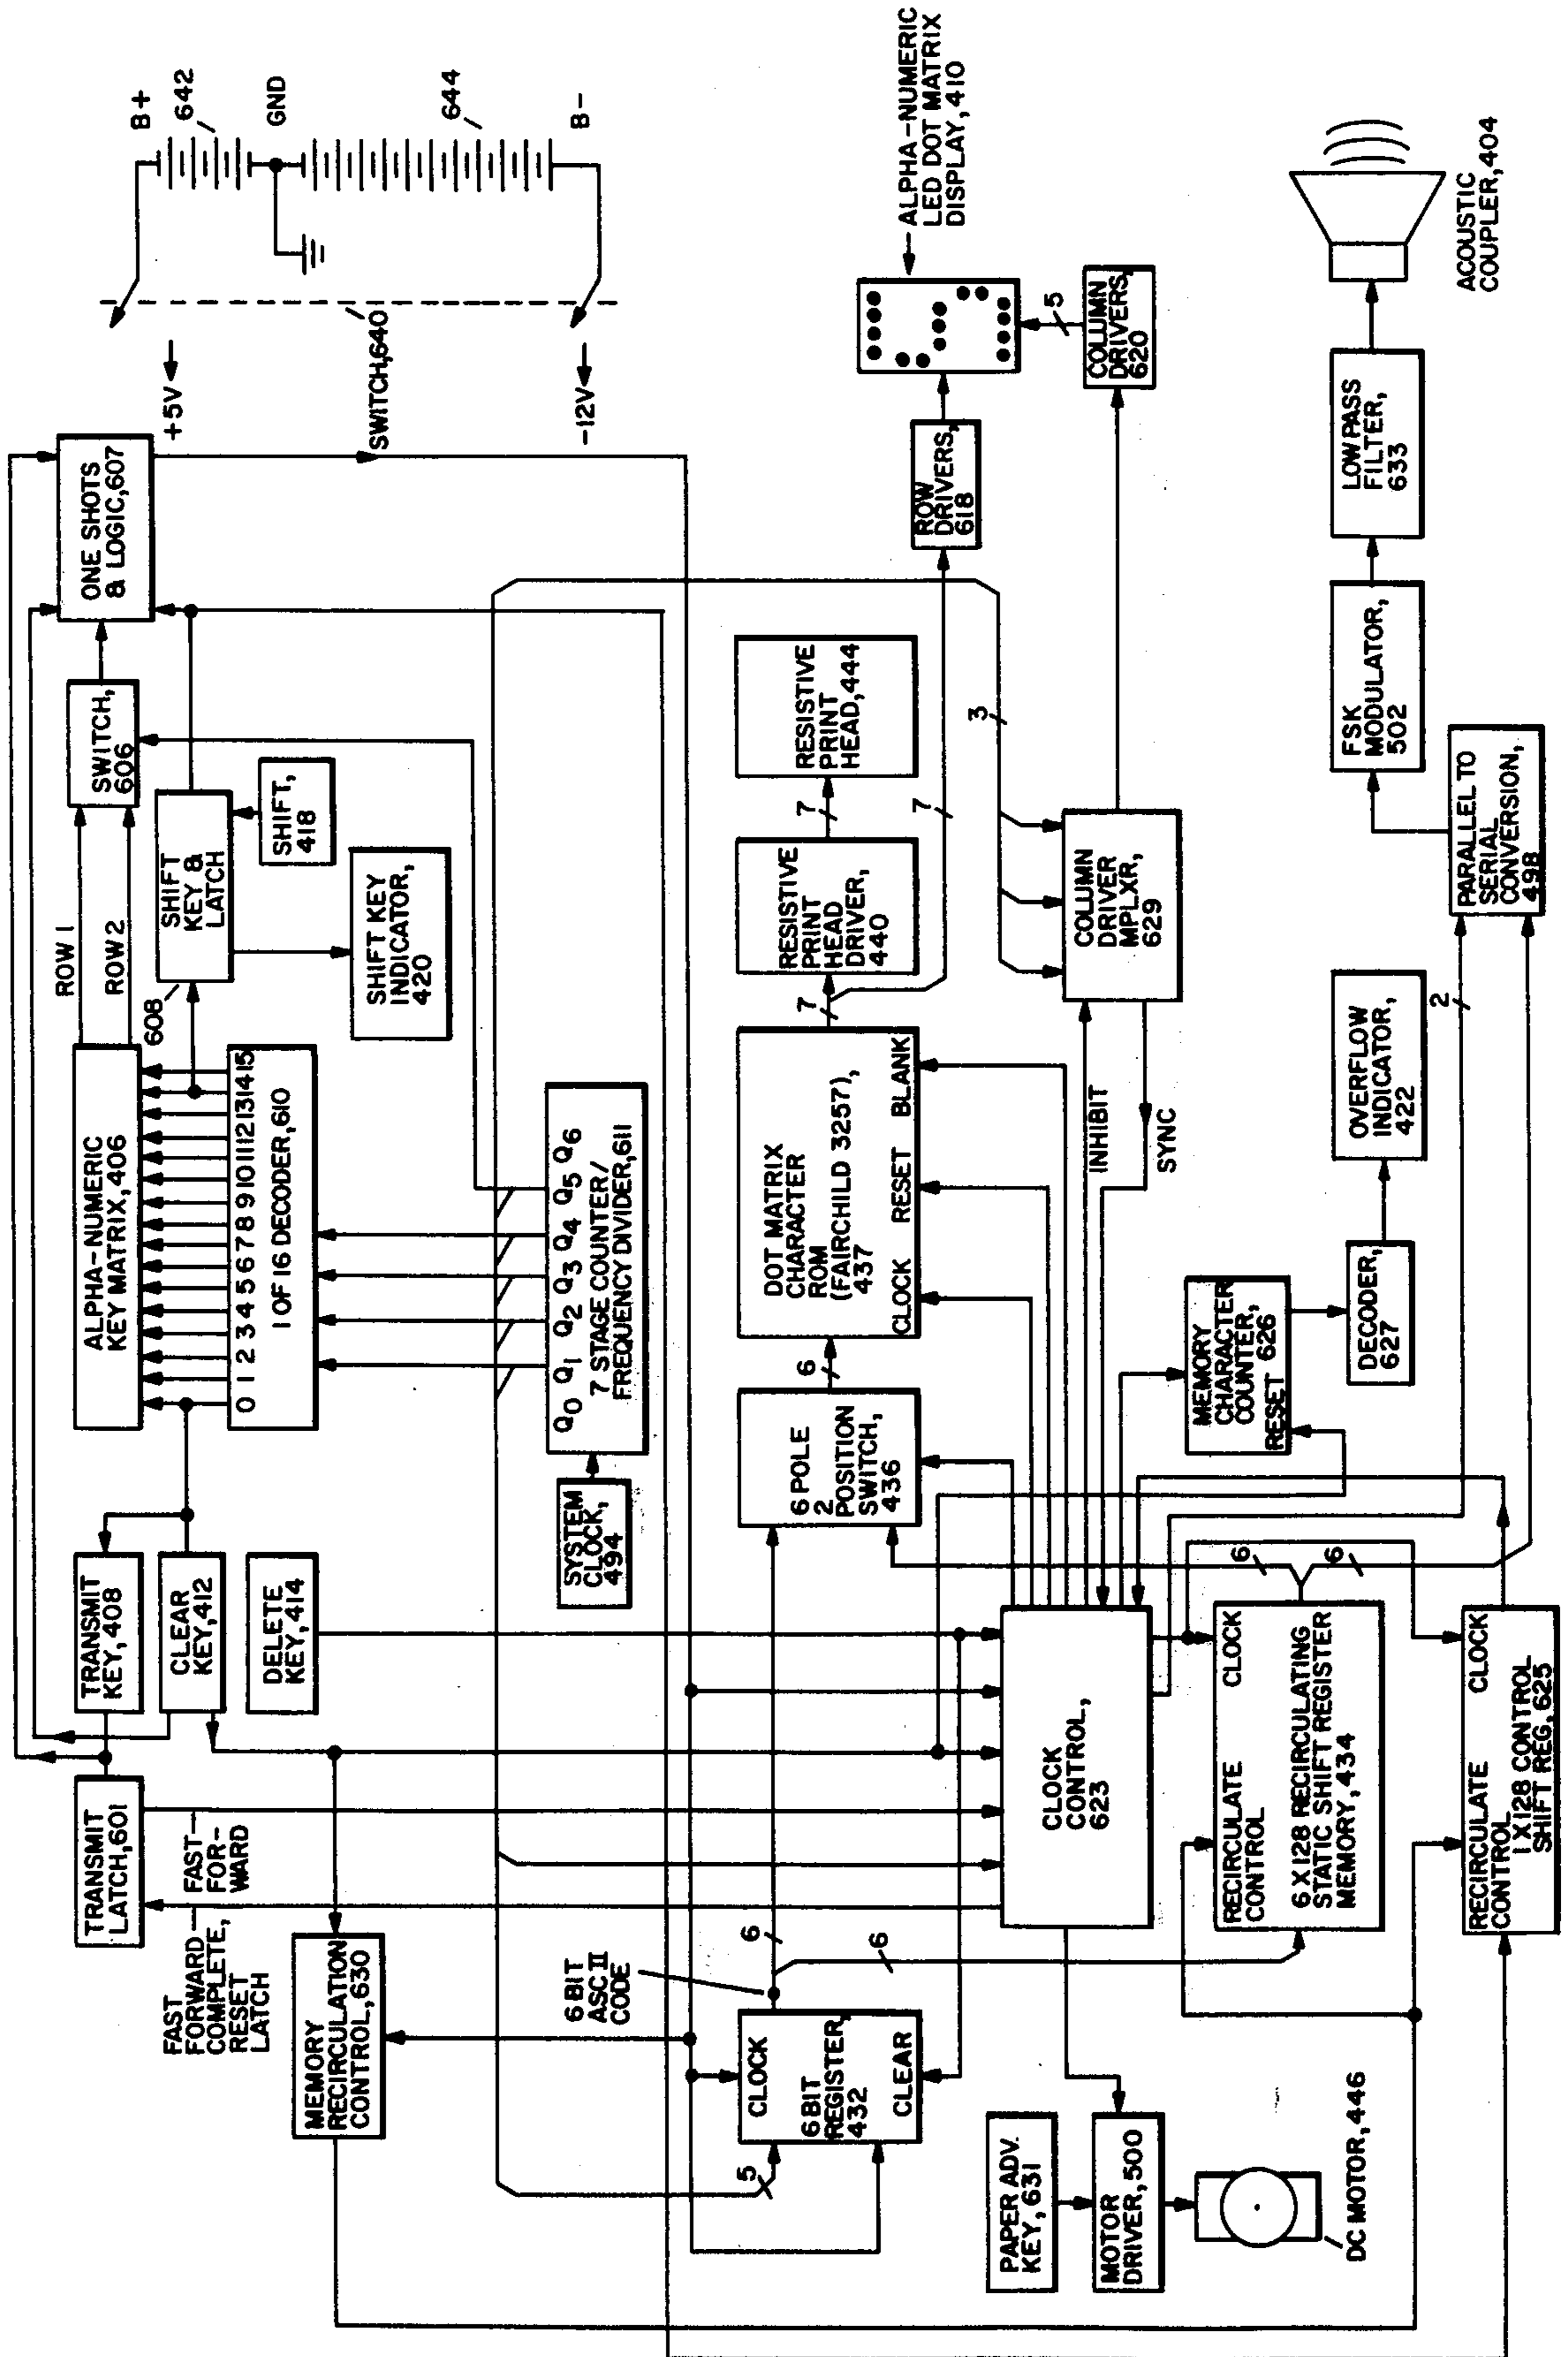 B+
642
GND
644
B-
+5V
SWITCH,640
-12V
ONE SHOTS
& LOGIC,607
SWITCH,
606
ROW 1
ROW 2
SHIFT
KEY &
LATCH
608
SHIFT,
418
SHIFT KEY
INDICATOR,
420
ALPHA-NUMERIC
KEY MATRIX,406
0 1 2 3 4 5 6 7 8 9 10 11 12 13 14 15
1 OF 16 DECODER,610
TRANSMIT
KEY,408
CLEAR
KEY,412
DELETE
KEY,414
TRANSMIT
LATCH,601
FAST
FORWARD
COMPLETE,
RESET
LATCH
FAST
FOR-
WARD
MEMORY
RECIRCULATION
CONTROL,630
SYSTEM
CLOCK,
494
Q0 Q1 Q2 Q3 Q4 Q5 Q6
7 STAGE COUNTER/
FREQUENCY DIVIDER,611
ALPHA-NUMERIC
LED DOT MATRIX
DISPLAY,410
ROW
DRIVERS,
618
5
COLUMN
DRIVERS,
620
RESISTIVE
PRINT
HEAD,444
7
7
RESISTIVE
PRINT
HEAD
DRIVER,
440
7
3
DOT MATRIX
CHARACTER
ROM
(FAIRCHILD 3257),
437
CLOCK RESET BLANK
6
6 POLE
2
POSITION
SWITCH,
436
6 BIT
ASC II
CODE
6
6
CLOCK
6 BIT
REGISTER,
432
CLEAR
5
COLUMN
DRIVER
MPLXR,
629
INHIBIT
SYNC
CLOCK
CONTROL,
623
PAPER ADV.
KEY,631
MOTOR
DRIVER,500
DC MOTOR,446
MEMORY
CHARACTER
COUNTER,
626
RESET
DECODER,
627
OVERFLOW
INDICATOR,
422
2
6
6
RECIRCULATE
CONTROL
CLOCK
6 X 128 RECIRCULATING
STATIC SHIFT REGISTER
MEMORY,434
RECIRCULATE
CONTROL
CLOCK
1 X 128 CONTROL
SHIFT REG,625
PARALLEL TO
SERIAL
CONVERSION,
498
FSK
MODULATOR,
502
LOW PASS
FILTER,
633
ACOUSTIC
COUPLER,404